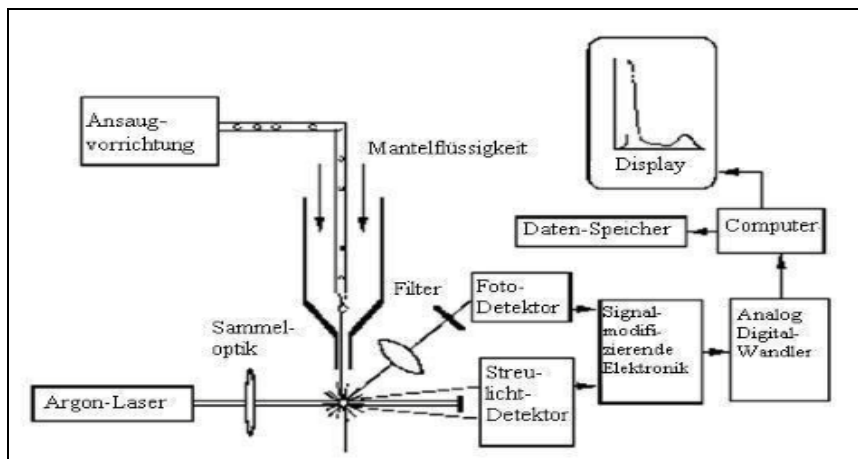 Ansaug-
vorrichtung
Mantelflüssigkeit
Display
Daten-Speicher
Computer
Filter
Foto-
Detektor
Signal-
modifi-
zierende
Elektronik
Analog
Digital-
Wandler
Sammel-
optik
Streu-
licht-
Detektor
Argon-Laser